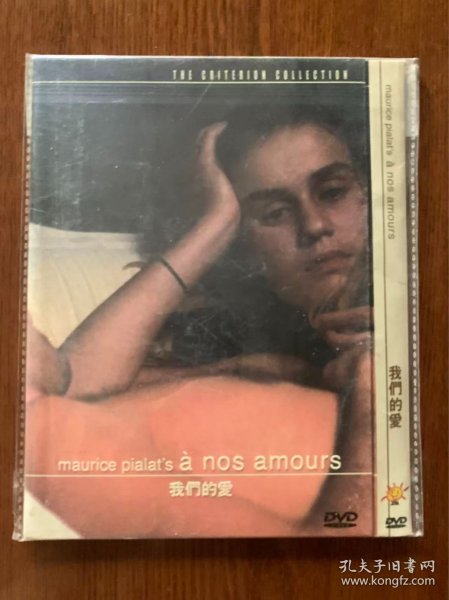 THE CRITERION COLLECTION
maurice pialat's à nos amours
我們的愛
DVD
maurice pialat's à nos amours
我們的愛
DVD
孔夫子旧书网
www.kongfz.com